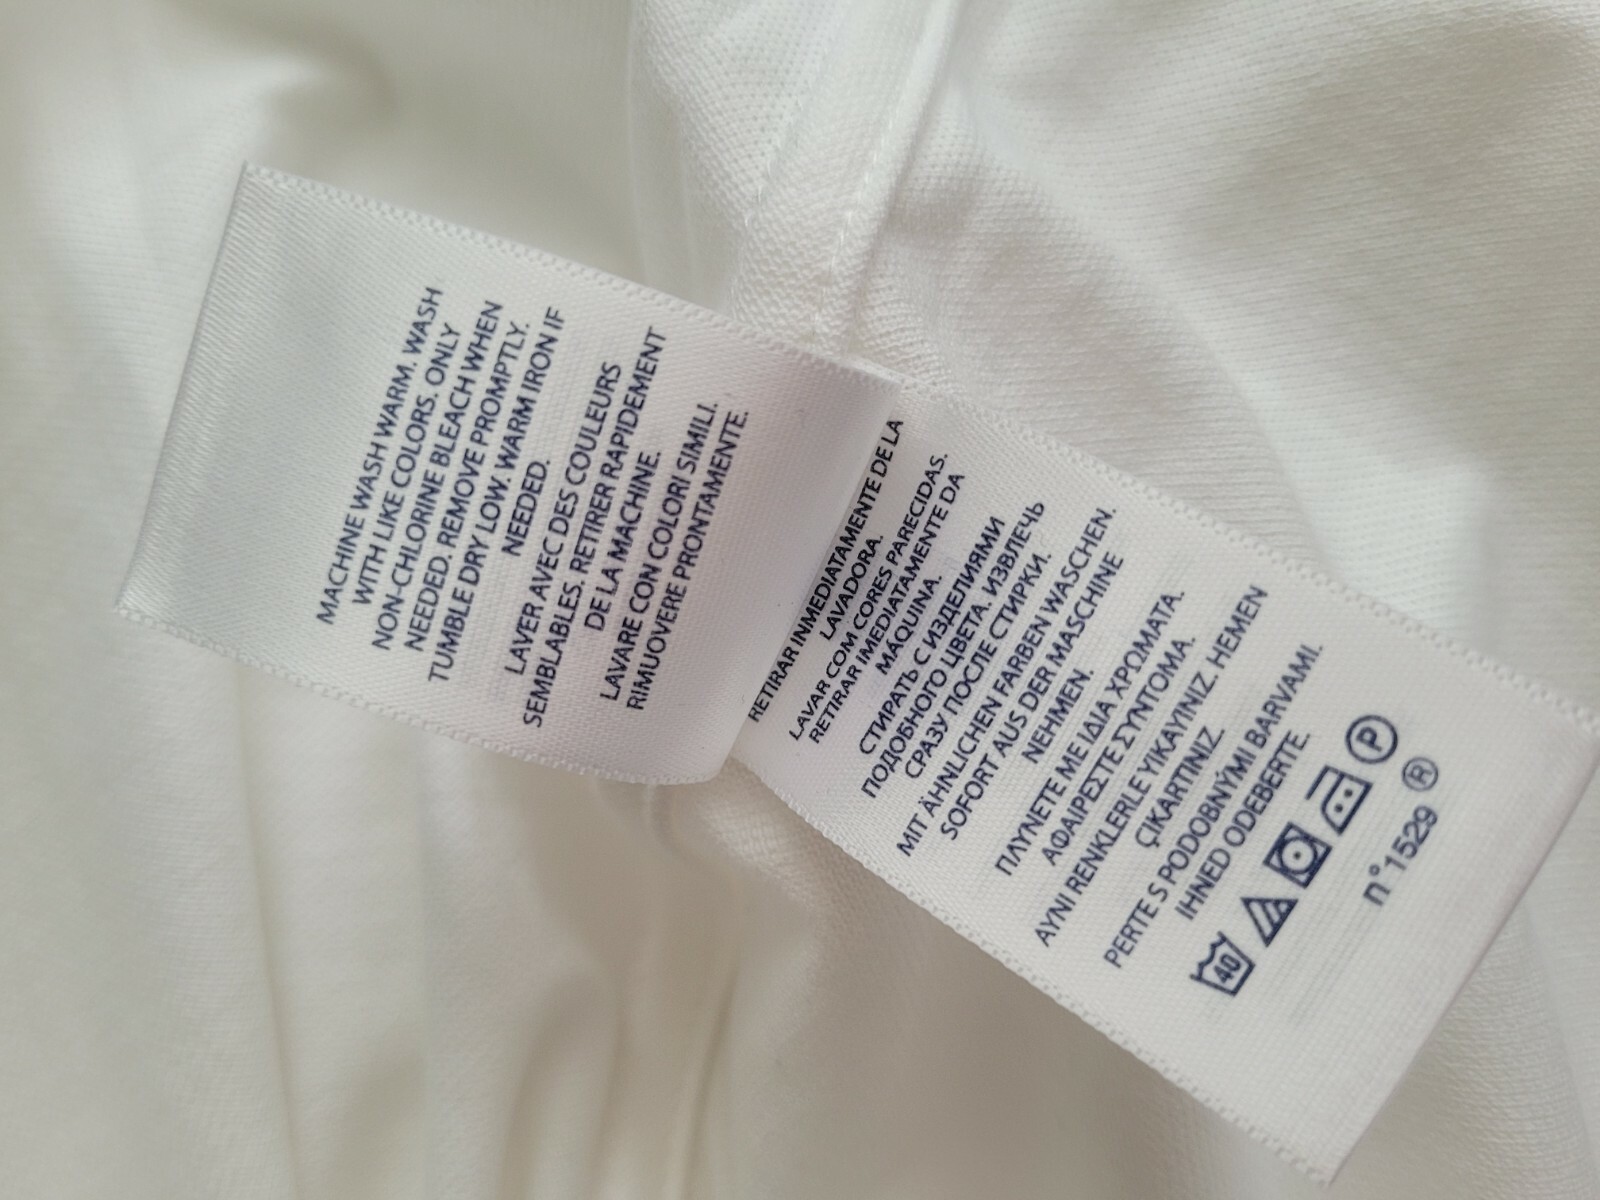 MACHINE WASH WARM. WASH
WITH LIKE COLORS. ONLY
NON-CHLORINE BLEACH WHEN
NEEDED. REMOVE PROMPTLY.
TUMBLE DRY LOW. WARM IRON IF
NEEDED.
LAVER AVEC DES COULEURS
SEMBLABLES. RETIRER RAPIDEMENT
DE LA MACHINE.
LAVARE CON COLORI SIMILI.
RIMUOVERE PRONTAMENTE.
RETIRAR INMEDIATAMENTE DE LA
LAVADORA.
LAVAR COM CORES PARECIDAS.
RETIRAR IMEDIATAMENTE DA
MAQUINA.
СТИРАТЬ С ИЗДЕЛИЯМИ
ПОДОБНОГО ЦВЕТА. ИЗВЛЕЧЬ
СРАЗУ ПОСЛЕ СТИРКИ.
MIT ÄHNLICHEN FARBEN WASCHEN.
SOFORT AUS DER MASCHINE
NEHMEN.
ΠΛΥΝΕΤΕ ΜΕ ΙΔΙΑ ΧΡΩΜΑΤΑ.
ΑΦΑΙΡΕΣΤΕ ΣΥΝΤΟΜΑ.
AYNI RENKLERLE YIKAYINIZ. HEMEN
ÇIKARTINIZ.
PERTE S PODOBNÝMI BARVAMI.
IHNED ODEBERTE.
40 P
n°1529 ®